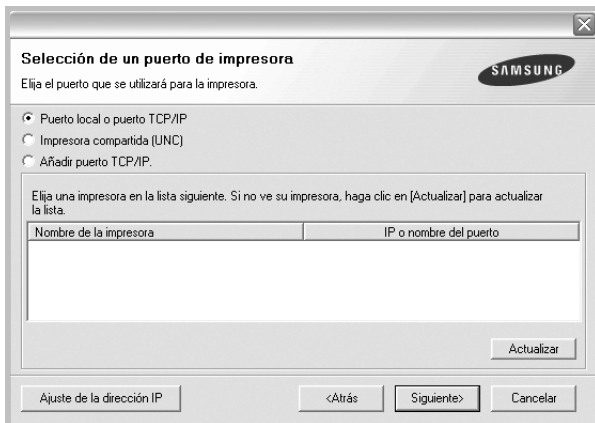 Selección de un puerto de impresora
Elija el puerto que se utilizará para la impresora.
SAMSUNG
Puerto local o puerto TCP/IP
Impresora compartida (UNC)
Añadir puerto TCP/IP.
Elija una impresora en la lista siguiente. Si no ve su impresora, haga clic en [Actualizar] para actualizar
la lista.
Nombre de la impresora IP o nombre del puerto
Actualizar
Ajuste de la dirección IP <Atrás Siguiente> Cancelar